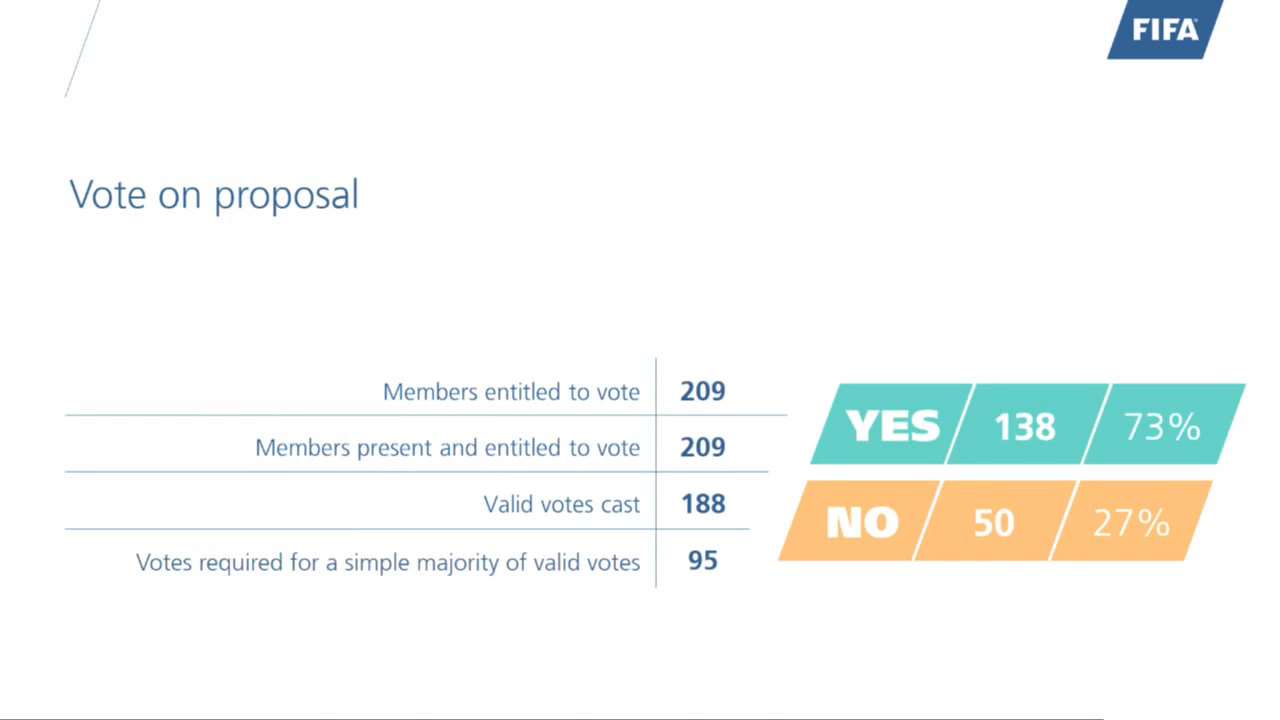 FIFA
Vote on proposal
Members entitled to vote 209
Members present and entitled to vote 209
Valid votes cast 188
Votes required for a simple majority of valid votes 95
YES 138 73%
NO 50 27%